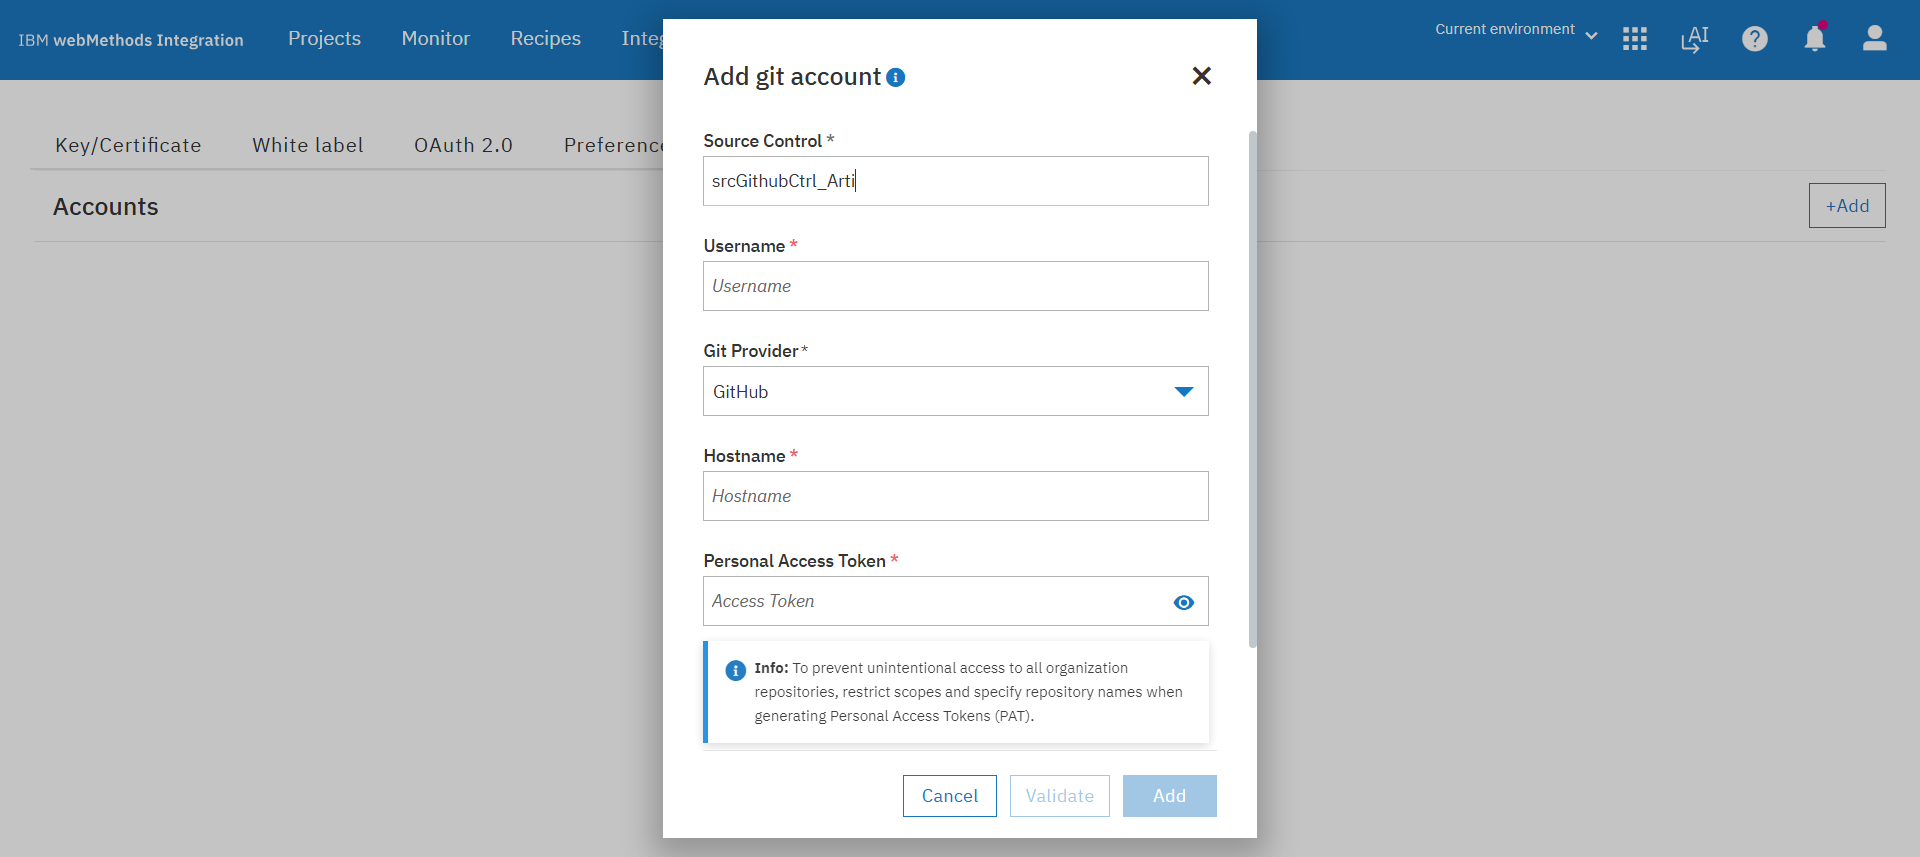 IBM webMethods Integration
Projects
Monitor
Recipes
Integ
Current environment
AI
Key/Certificate
White label
OAuth 2.0
Preference
Accounts
+Add
Add git account
Source Control *
srcGithubCtrl_Arti
Username *
Username
Git Provider*
GitHub
Hostname *
Hostname
Personal Access Token *
Access Token
Info: To prevent unintentional access to all organization
repositories, restrict scopes and specify repository names when
generating Personal Access Tokens (PAT).
Cancel
Validate
Add